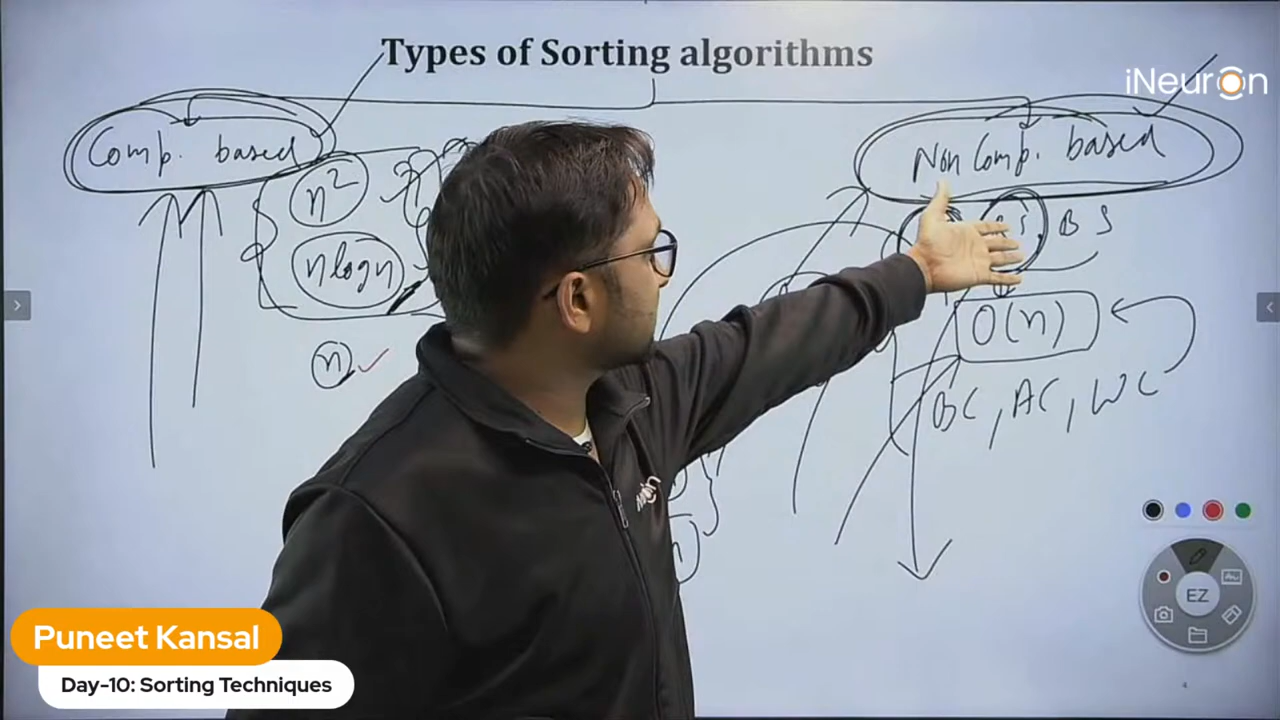 Types of Sorting algorithms
iNeuron
Comp. based
Non Comp. based
n²
B S
nlogn
O(n)
n
BC, AC, WC
EZ
Puneet Kansal
Day-10: Sorting Techniques
4